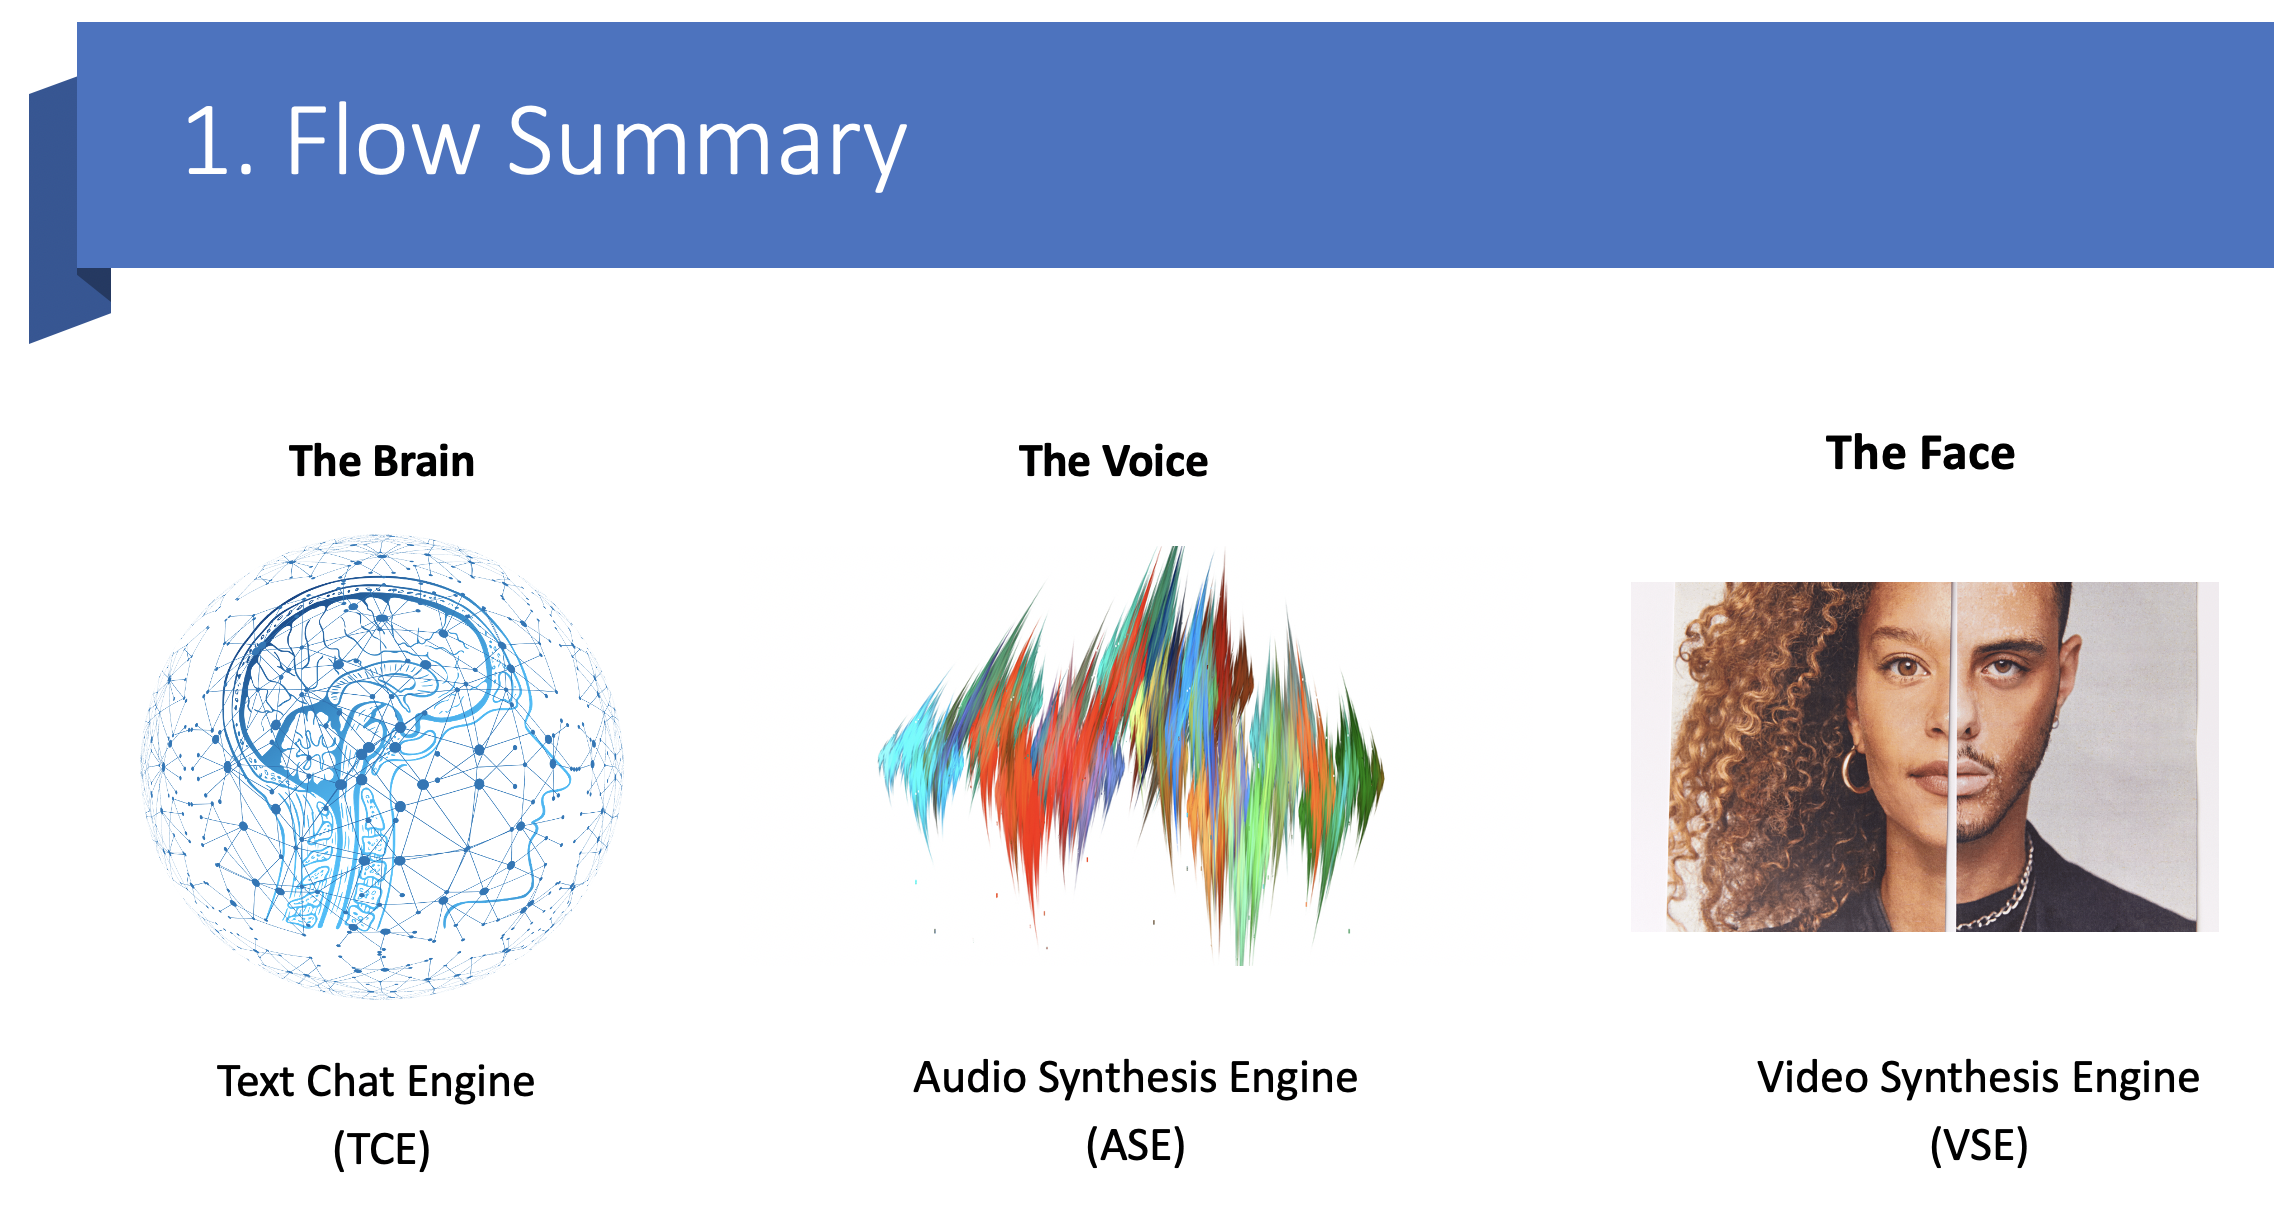 1. Flow Summary
The Brain
Text Chat Engine
(TCE)
The Voice
Audio Synthesis Engine
(ASE)
The Face
Video Synthesis Engine
(VSE)